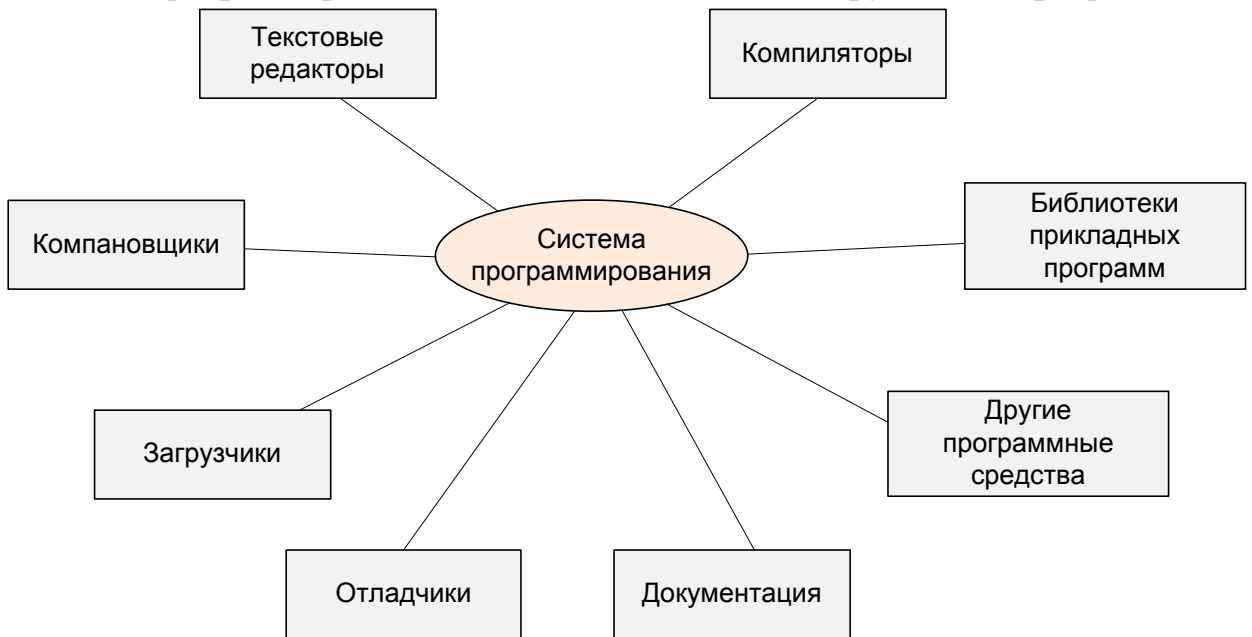 Текстовые
редакторы
Компиляторы
Компановщики
Система
программирования
Библиотеки
прикладных
программ
Загрузчики
Другие
программные
средства
Отладчики
Документация